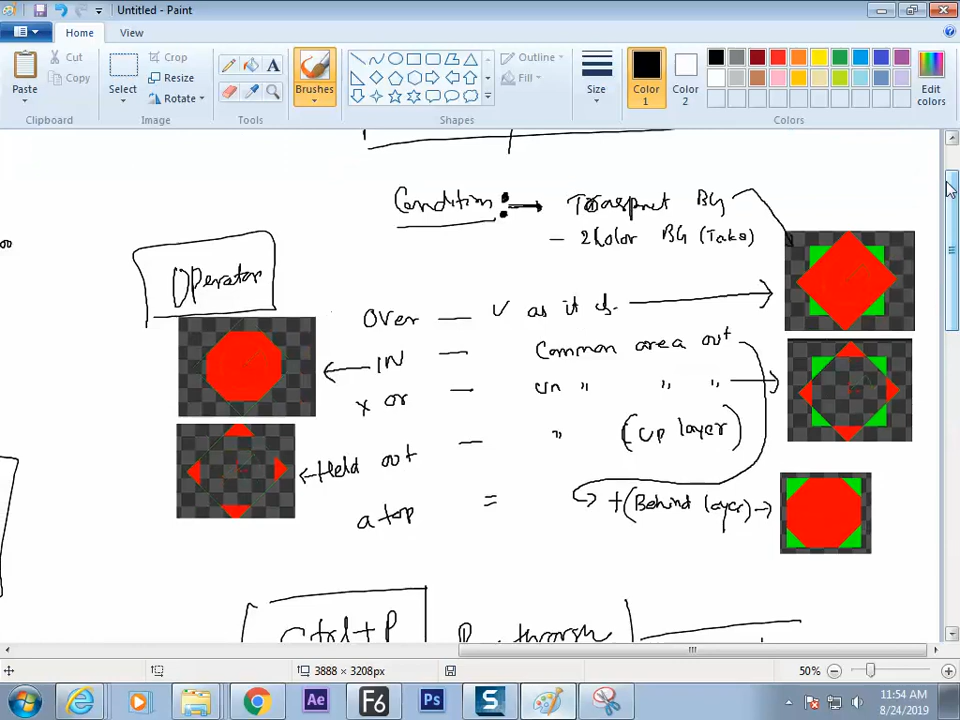 Untitled - Paint
Home
View
Paste
Cut
Copy
Clipboard
Select
Crop
Resize
Rotate
Image
A
Tools
Brushes
Shapes
Outline
Fill
Size
Color 1
Color 2
Colors
Edit colors
Condition : → BG
- 2 Color BG (Take)
Operator
Over — as it is
IN — Common area out
x or — un " " "
Held out — " (Up layer)
a top = + (Behind layer)
Ctrl + P
3888 × 3208px
50%
Ae
F6
Ps
S
11:54 AM
8/24/2019